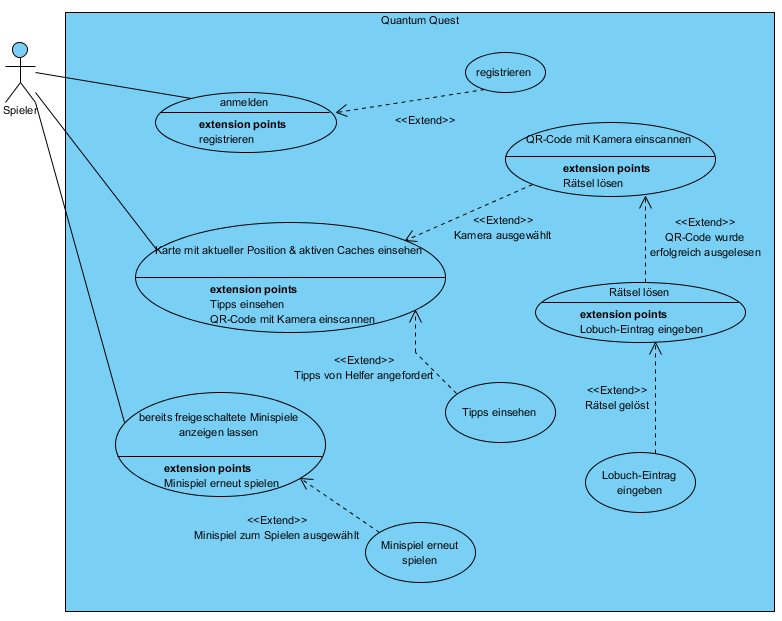 Quantum Quest
Spieler
registrieren
anmelden
extension points
registrieren
<<Extend>>
QR-Code mit Kamera einscannen
extension points
Rätsel lösen
<<Extend>>
Kamera ausgewählt
<<Extend>>
QR-Code wurde
erfolgreich ausgelesen
Karte mit aktueller Position & aktiven Caches einsehen
extension points
Tipps einsehen
QR-Code mit Kamera einscannen
Rätsel lösen
extension points
Lobuch-Eintrag eingeben
<<Extend>>
Tipps von Helfer angefordert
<<Extend>>
Rätsel gelöst
Tipps einsehen
bereits freigeschaltete Minispiele
anzeigen lassen
extension points
Minispiel erneut spielen
Lobuch-Eintrag
eingeben
<<Extend>>
Minispiel zum Spielen ausgewählt
Minispiel erneut
spielen